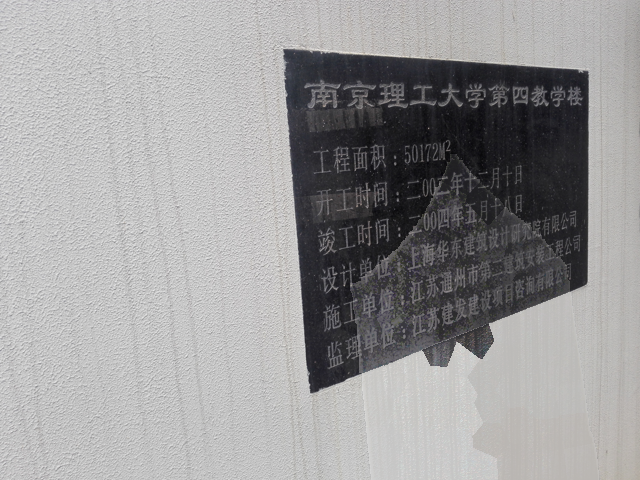 南京理工大学第四教学楼
工程面积：50172M²
开工时间：二00二年十二月十日
竣工时间：二00四年五月十八日
设计单位：上海华东建筑设计研究院有限公司
施工单位：江苏通州市第二建筑安装工程公司
监理单位：江苏建发建设项目咨询有限公司